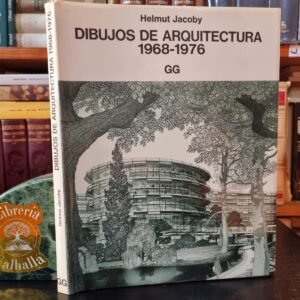 Helmut Jacoby
DIBUJOS DE ARQUITECTURA
1968-1976
GG
DIBUJOS DE ARQUITECTURA 1968-1976
Helmut Jacoby
GG
Librería
Valhalla